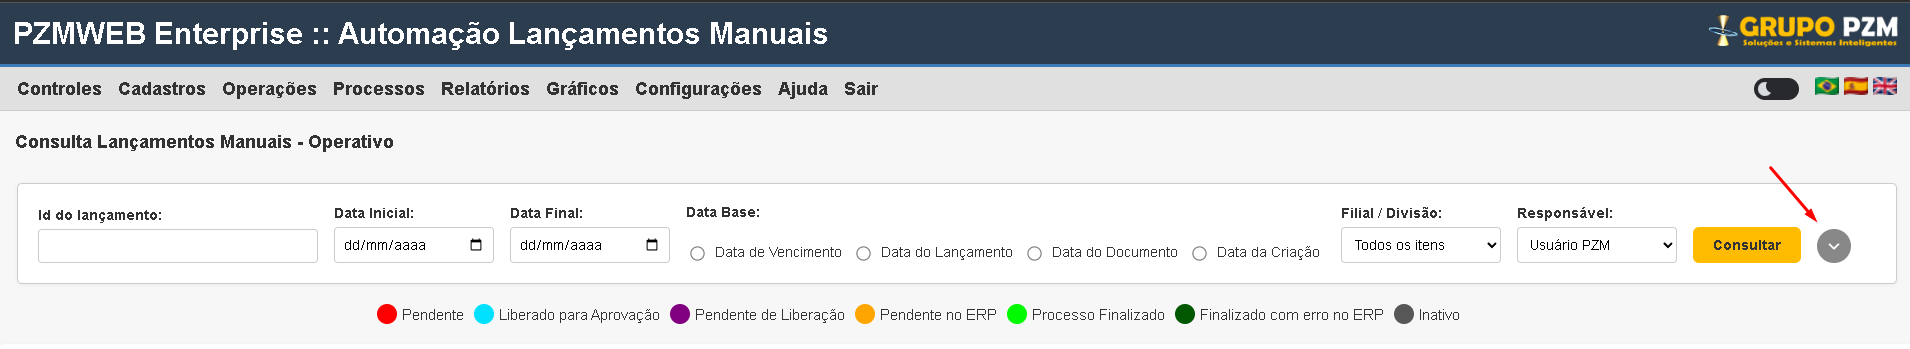 PZMWEB Enterprise :: Automação Lançamentos Manuais
GRUPO PZM
Soluções e Sistemas Inteligentes
Controles Cadastros Operações Processos Relatórios Gráficos Configurações Ajuda Sair
Consulta Lançamentos Manuais - Operativo
Id do lançamento: Data Inicial: Data Final: Data Base: Filial / Divisão: Responsável:
dd/mm/aaaa dd/mm/aaaa Data de Vencimento Data do Lançamento Data do Documento Data da Criação Todos os itens Usuário PZM Consultar
Pendente Liberado para Aprovação Pendente de Liberação Pendente no ERP Processo Finalizado Finalizado com erro no ERP Inativo